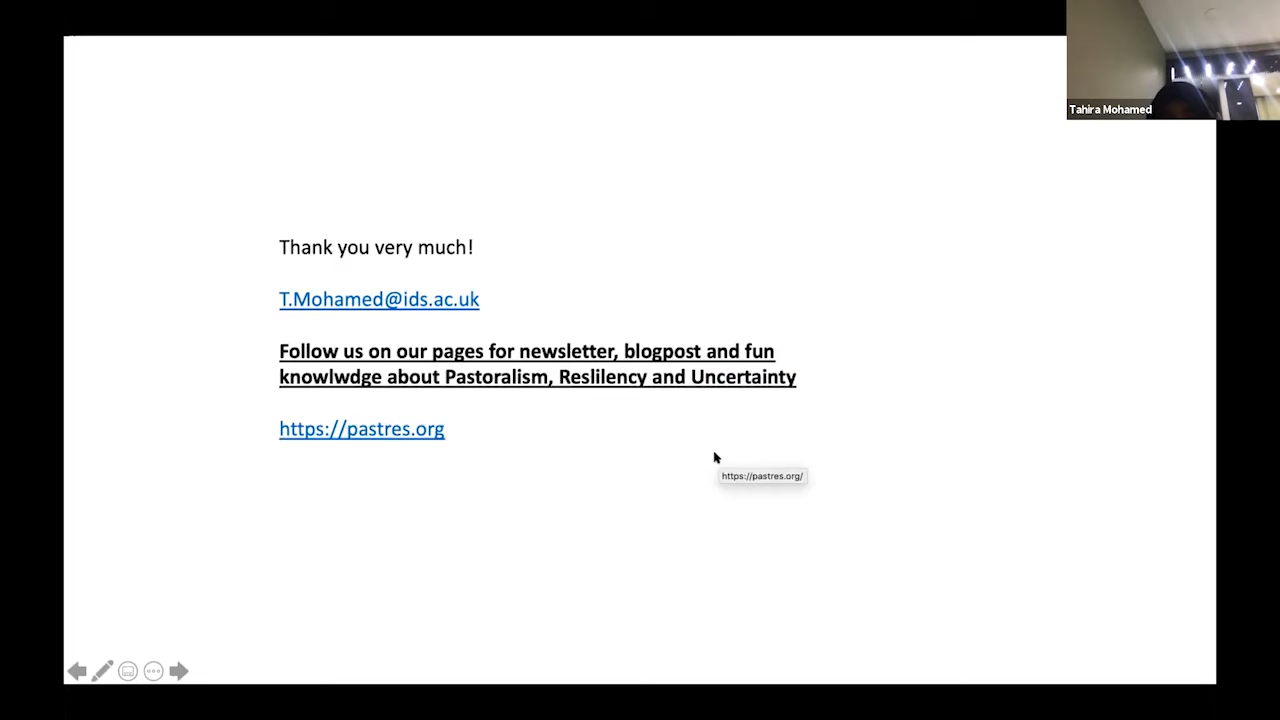 Tahira Mohamed
Thank you very much!
T.Mohamed@ids.ac.uk
Follow us on our pages for newsletter, blogpost and fun
knowlwdge about Pastoralism, Reslilency and Uncertainty
https://pastres.org
https://pastres.org/